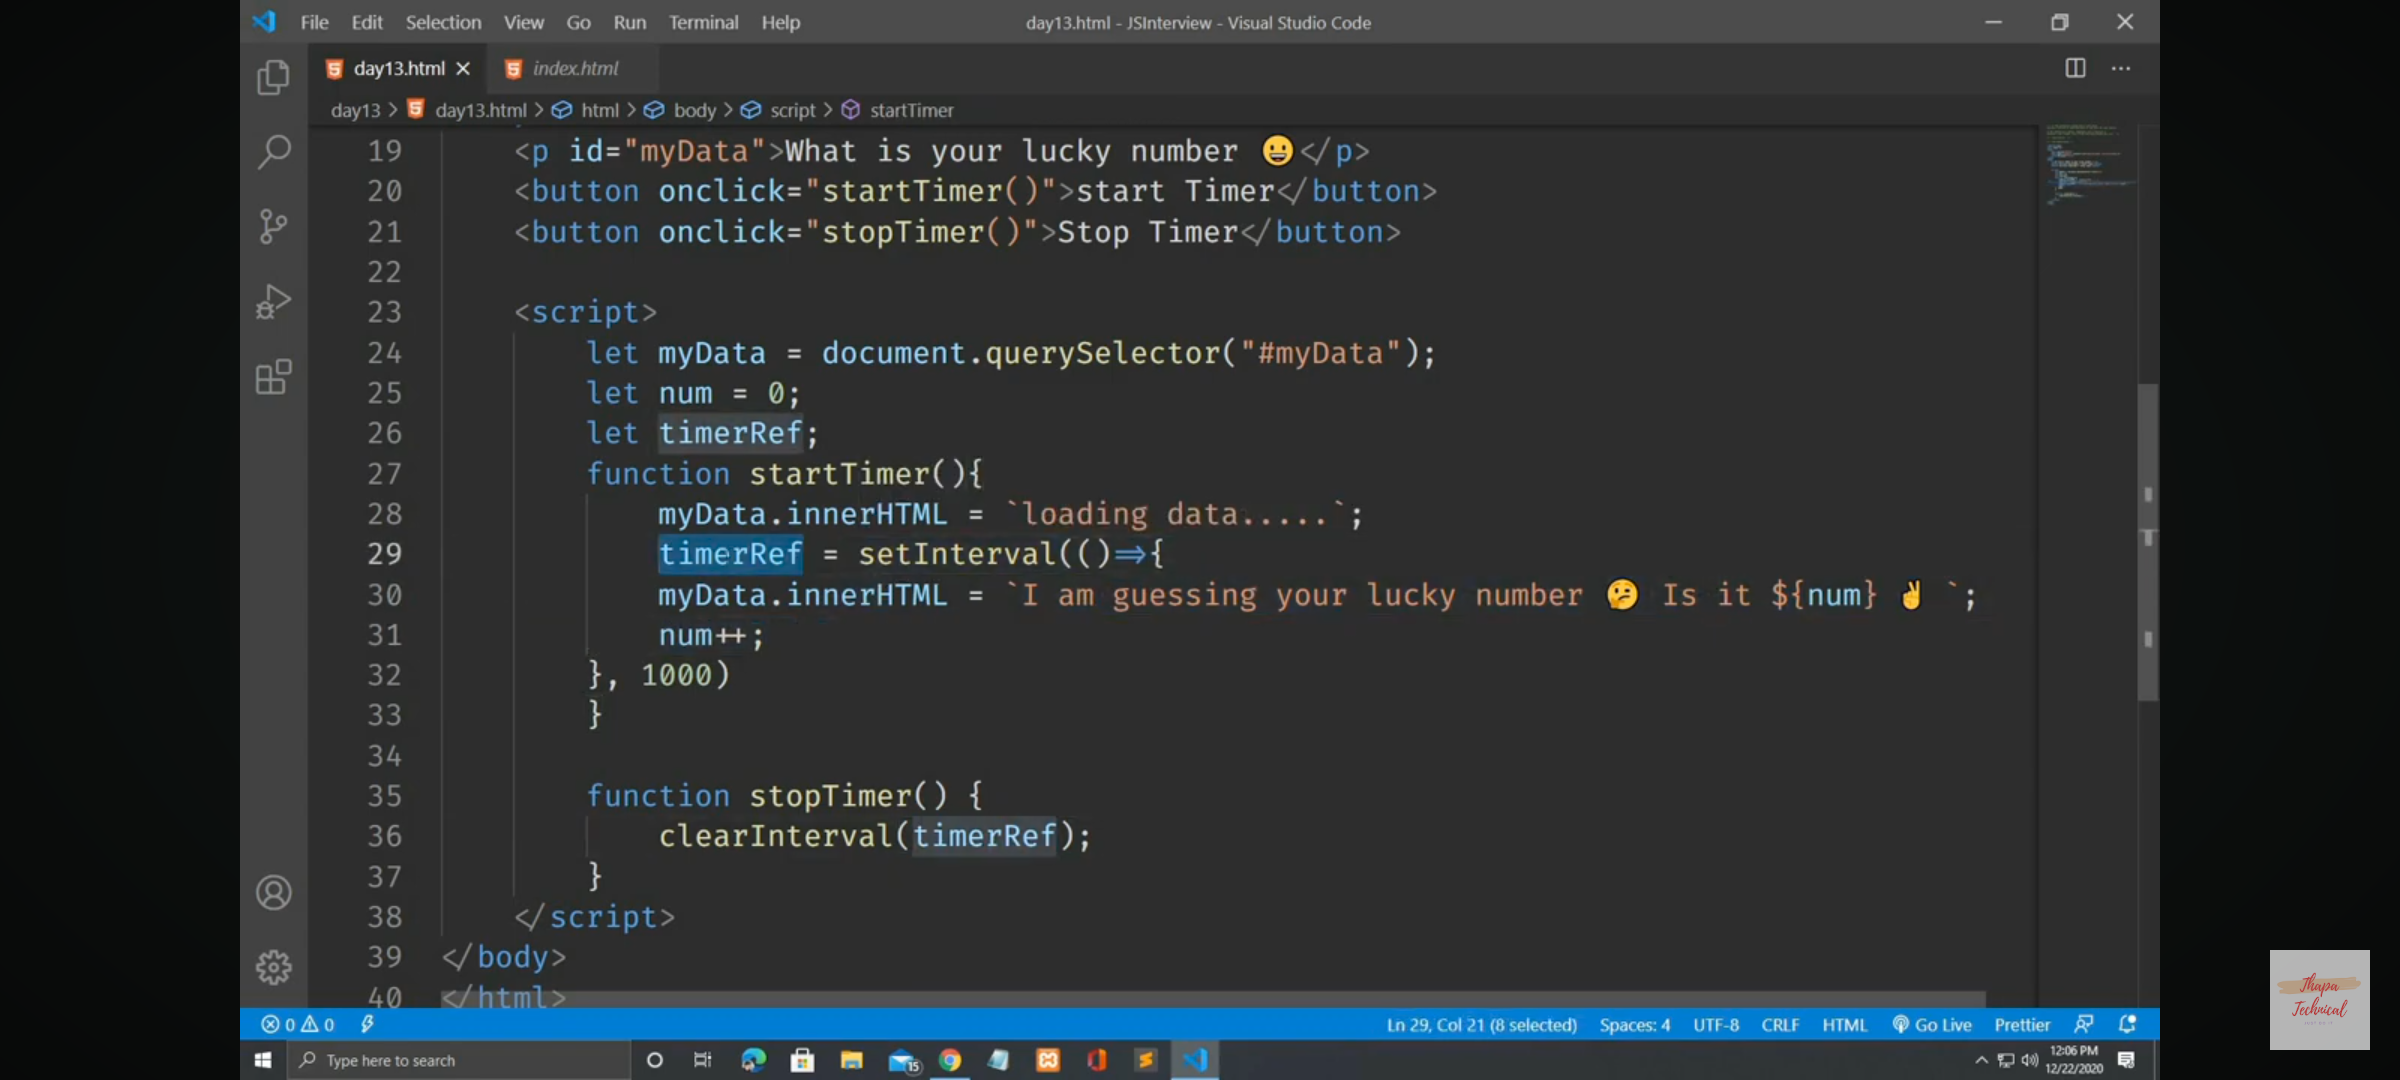 File Edit Selection View Go Run Terminal Help day13.html - JSInterview - Visual Studio Code
day13.html index.html
day13 > day13.html > html > body > script > startTimer
19 <p id="myData">What is your lucky number 😀</p>
20 <button onclick="startTimer()">start Timer</button>
21 <button onclick="stopTimer()">Stop Timer</button>
22
23 <script>
24 let myData = document.querySelector("#myData");
25 let num = 0;
26 let timerRef;
27 function startTimer(){
28 myData.innerHTML = `loading data.....`;
29 timerRef = setInterval(()=>{
30 myData.innerHTML = `I am guessing your lucky number 🤔 Is it ${num} ✌ `;
31 num++;
32 }, 1000)
33 }
34
35 function stopTimer() {
36 clearInterval(timerRef);
37 }
38 </script>
39 </body>
40 </html>
0 0 Ln 29, Col 21 (8 selected) Spaces: 4 UTF-8 CRLF HTML Go Live Prettier
Type here to search 15 12:06 PM
12/22/2020
Thapa
Technical